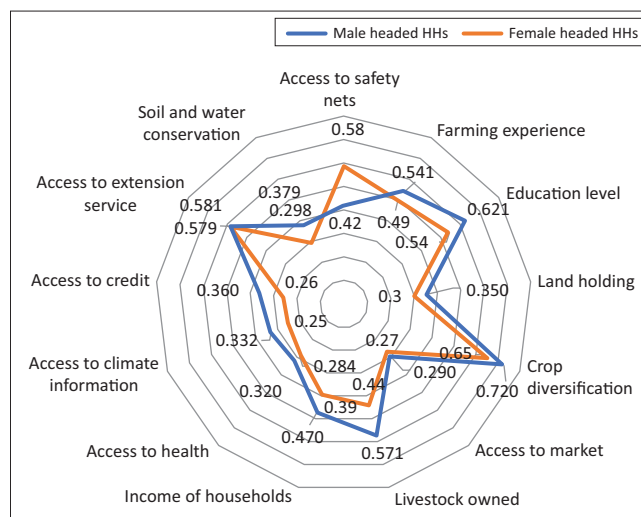 Male headed HHs
Female headed HHs
Access to safety
nets
Soil and water
conservation
0.58
Farming experience
0.541
0.379
Access to extension
service
Education level
0.581
0.298
0.621
0.42
0.49
0.579
0.54
Access to credit
0.360
0.26
0.3
0.350
Land holding
0.25
0.332
0.27
0.65
Access to climate
information
0.284
0.290
Crop
diversification
0.320
0.44
0.720
0.39
0.470
0.571
Access to health
Access to market
Income of households
Livestock owned